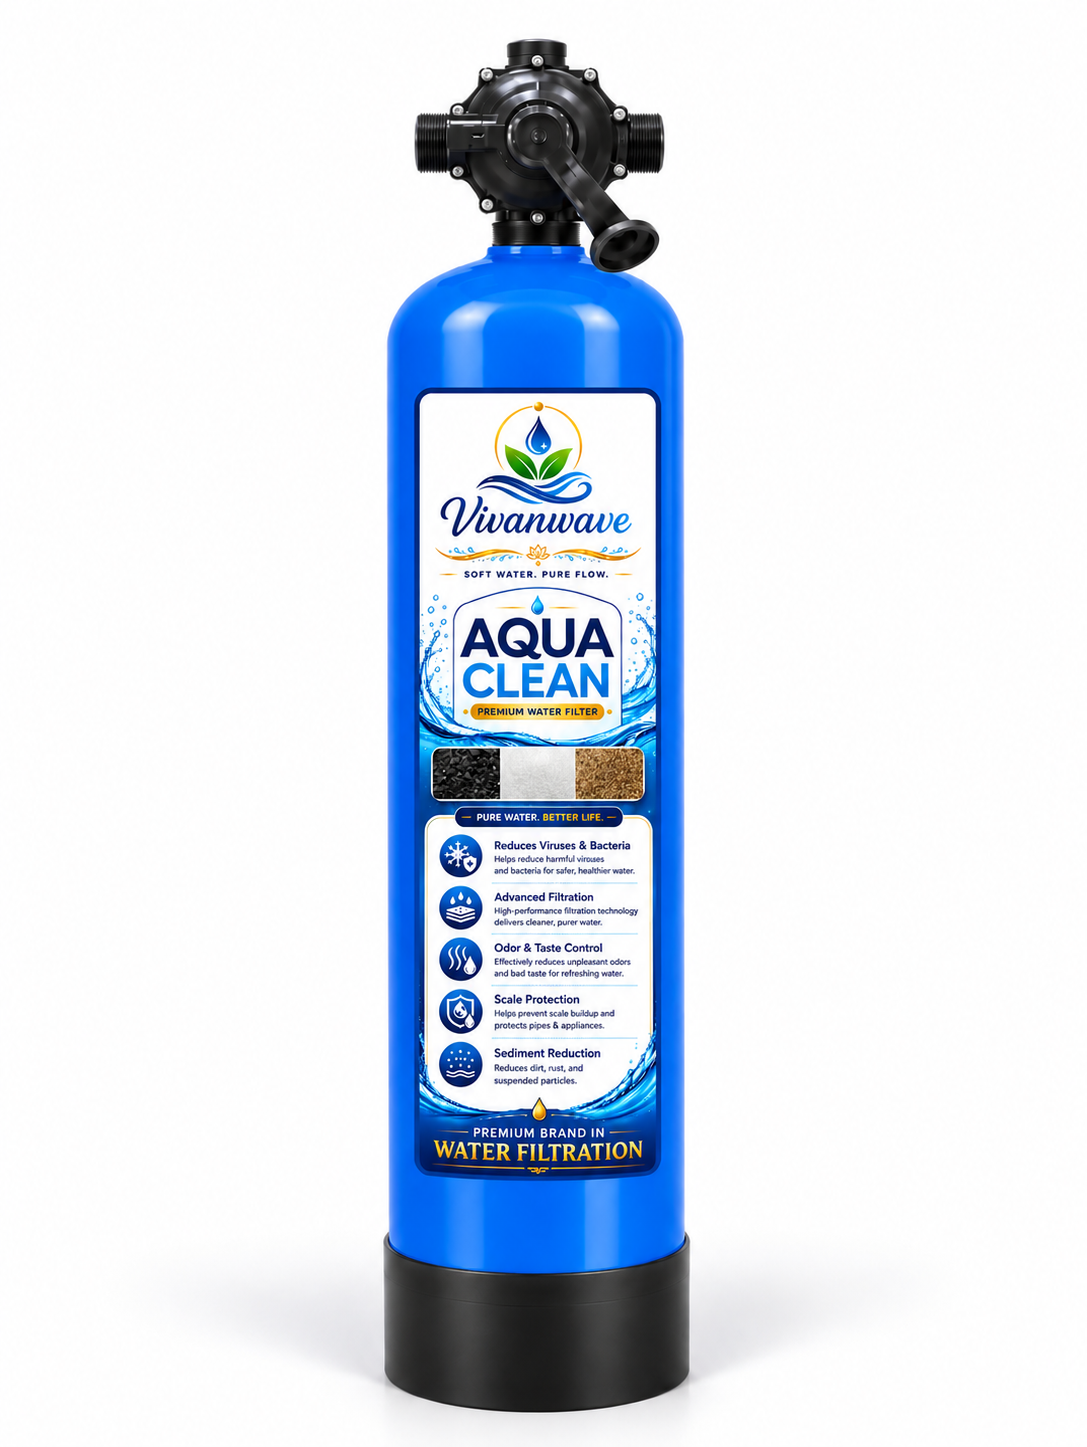 Vivanwave
SOFT WATER. PURE FLOW.
AQUA
CLEAN
PREMIUM WATER FILTER
PURE WATER. BETTER LIFE.
Reduces Viruses & Bacteria
Helps reduce harmful viruses
and bacteria for safer, healthier water.
Advanced Filtration
High-performance filtration technology
delivers cleaner, purer water.
Odor & Taste Control
Effectively reduces unpleasant odors
and bad taste for refreshing water.
Scale Protection
Helps prevent scale buildup and
protects pipes & appliances.
Sediment Reduction
Reduces dirt, rust, and
suspended particles.
PREMIUM BRAND IN
WATER FILTRATION